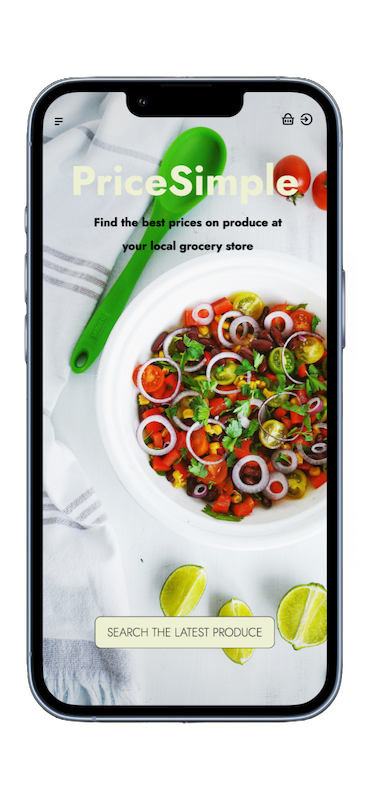 PriceSimple
Find the best prices on produce at
your local grocery store
SEARCH THE LATEST PRODUCE